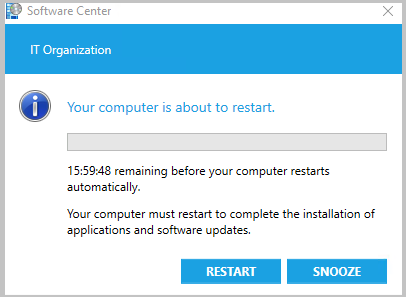 Software Center
IT Organization
Your computer is about to restart.
15:59:48 remaining before your computer restarts
automatically.
Your computer must restart to complete the installation of
applications and software updates.
RESTART
SNOOZE